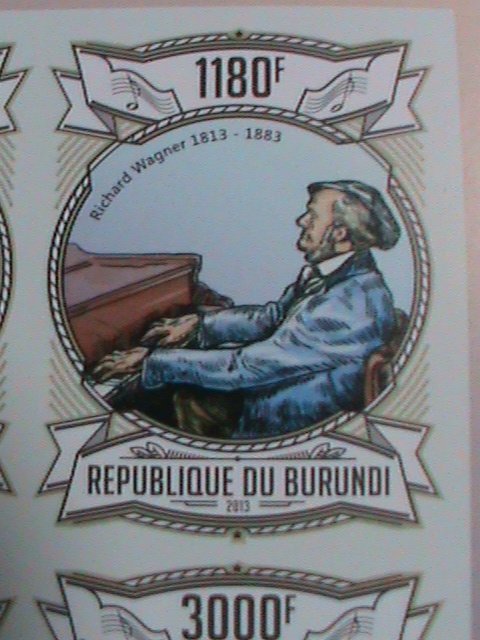 1180F
Richard Wagner 1813 - 1883
REPUBLIQUE DU BURUNDI
2013
3000F